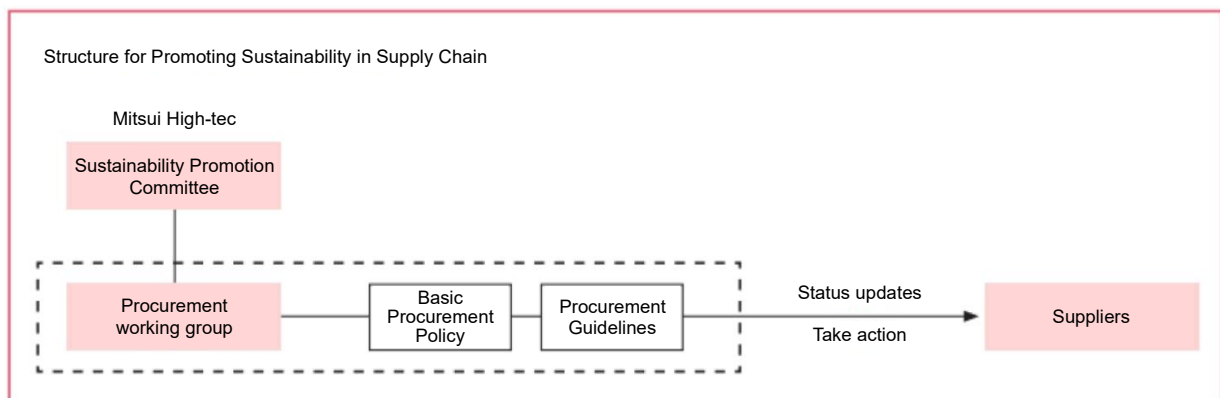 Structure for Promoting Sustainability in Supply Chain
Mitsui High-tec
Sustainability Promotion
Committee
Procurement
working group
Basic
Procurement
Policy
Procurement
Guidelines
Status updates
Take action
Suppliers